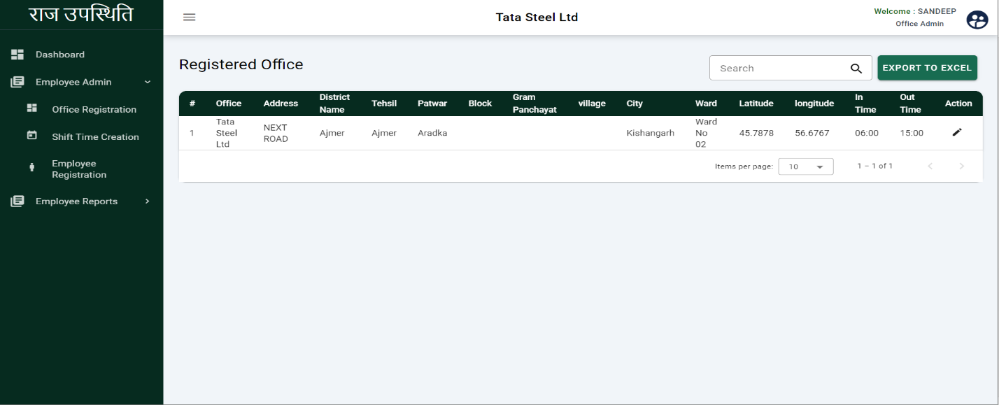 राज उपस्थिति
Tata Steel Ltd
Welcome : SANDEEP
Office Admin
Dashboard
Employee Admin
Office Registration
Shift Time Creation
Employee
Registration
Employee Reports
Registered Office
Search
EXPORT TO EXCEL
# Office Address District Name Tehsil Patwar Block Gram Panchayat village City Ward Latitude longitude In Time Out Time Action
1 Tata Steel Ltd NEXT ROAD Ajmer Ajmer Aradka Kishangarh Ward No 02 45.7878 56.6767 06:00 15:00
Items per page: 10 1 – 1 of 1